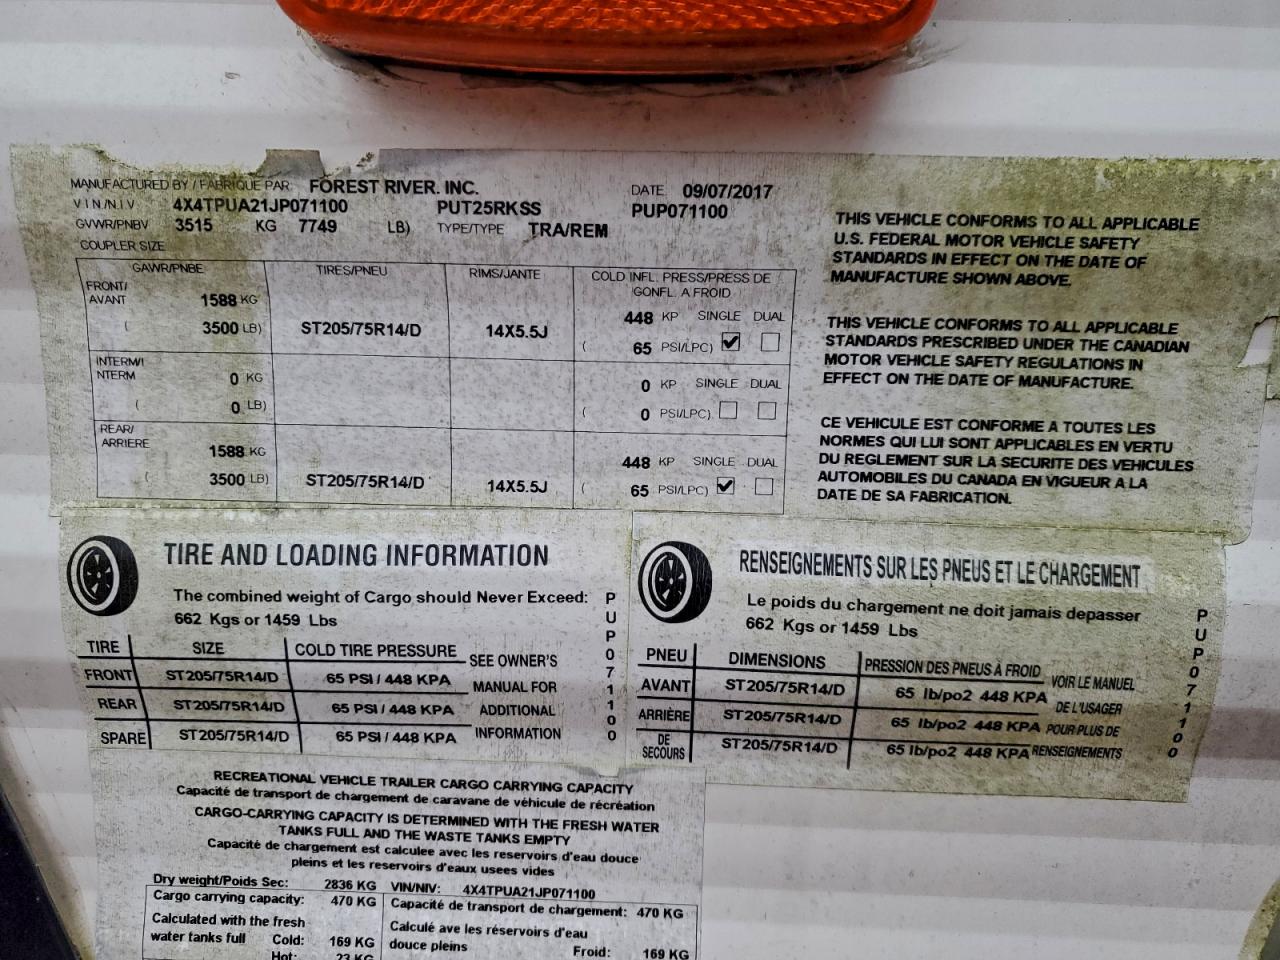 MANUFACTURED BY / FABRIQUE PAR FOREST RIVER. INC. DATE 09/07/2017
VIN/NIV 4X4TPUA21JP071100 PUT25RKSS PUP071100
GVWR/PNBV 3515 KG 7749 LB) TYPE/TYPE TRA/REM
COUPLER SIZE
GAWR/PNBE TIRES/PNEU RIMS/JANTE COLD INFL. PRESS/PRESS DE GONFL. A FROID
FRONT/
AVANT 1588 KG 448 KP SINGLE DUAL
( 3500 LB) ST205/75R14/D 14X5.5J ( 65 PSI/LPC)
INTERM/I
NTERM 0 KG 0 KP SINGLE DUAL
( 0 LB) ( 0 PSI/LPC)
REAR/
ARRIERE 1588 KG 448 KP SINGLE DUAL
( 3500 LB) ST205/75R14/D 14X5.5J ( 65 PSI/LPC)
THIS VEHICLE CONFORMS TO ALL APPLICABLE
U.S. FEDERAL MOTOR VEHICLE SAFETY
STANDARDS IN EFFECT ON THE DATE OF
MANUFACTURE SHOWN ABOVE.
THIS VEHICLE CONFORMS TO ALL APPLICABLE
STANDARDS PRESCRIBED UNDER THE CANADIAN
MOTOR VEHICLE SAFETY REGULATIONS IN
EFFECT ON THE DATE OF MANUFACTURE.
CE VEHICULE EST CONFORME A TOUTES LES
NORMES QUI LUI SONT APPLICABLES EN VERTU
DU REGLEMENT SUR LA SECURITE DES VEHICULES
AUTOMOBILES DU CANADA EN VIGUEUR A LA
DATE DE SA FABRICATION.
TIRE AND LOADING INFORMATION
The combined weight of Cargo should Never Exceed:
662 Kgs or 1459 Lbs
TIRE SIZE COLD TIRE PRESSURE SEE OWNER'S
FRONT ST205/75R14/D 65 PSI / 448 KPA MANUAL FOR
REAR ST205/75R14/D 65 PSI / 448 KPA ADDITIONAL
SPARE ST205/75R14/D 65 PSI / 448 KPA INFORMATION
PUP071100
RENSEIGNEMENTS SUR LES PNEUS ET LE CHARGEMENT
Le poids du chargement ne doit jamais depasser
662 Kgs or 1459 Lbs
PNEU DIMENSIONS PRESSION DES PNEUS À FROID VOIR LE MANUEL
AVANT ST205/75R14/D 65 lb/po2 448 KPA DE L'USAGER
ARRIÈRE ST205/75R14/D 65 lb/po2 448 KPA POUR PLUS DE
DE SECOURS ST205/75R14/D 65 lb/po2 448 KPA RENSEIGNEMENTS
PUP071100
RECREATIONAL VEHICLE TRAILER CARGO CARRYING CAPACITY
Capacité de transport de chargement de caravane de véhicule de récréation
CARGO-CARRYING CAPACITY IS DETERMINED WITH THE FRESH WATER
TANKS FULL AND THE WASTE TANKS EMPTY
Capacité de chargement est calculee avec les reservoirs d'eau douce
pleins et les reservoirs d'eaux usees vides
Dry weight/Poids Sec: 2836 KG VIN/NIV: 4X4TPUA21JP071100
Cargo carrying capacity: 470 KG Capacité de transport de chargement: 470 KG
Calculated with the fresh
water tanks full Cold: 169 KG
Hot: 23 KG
Calculé ave les réservoirs d'eau
douce pleins Froid: 169 KG